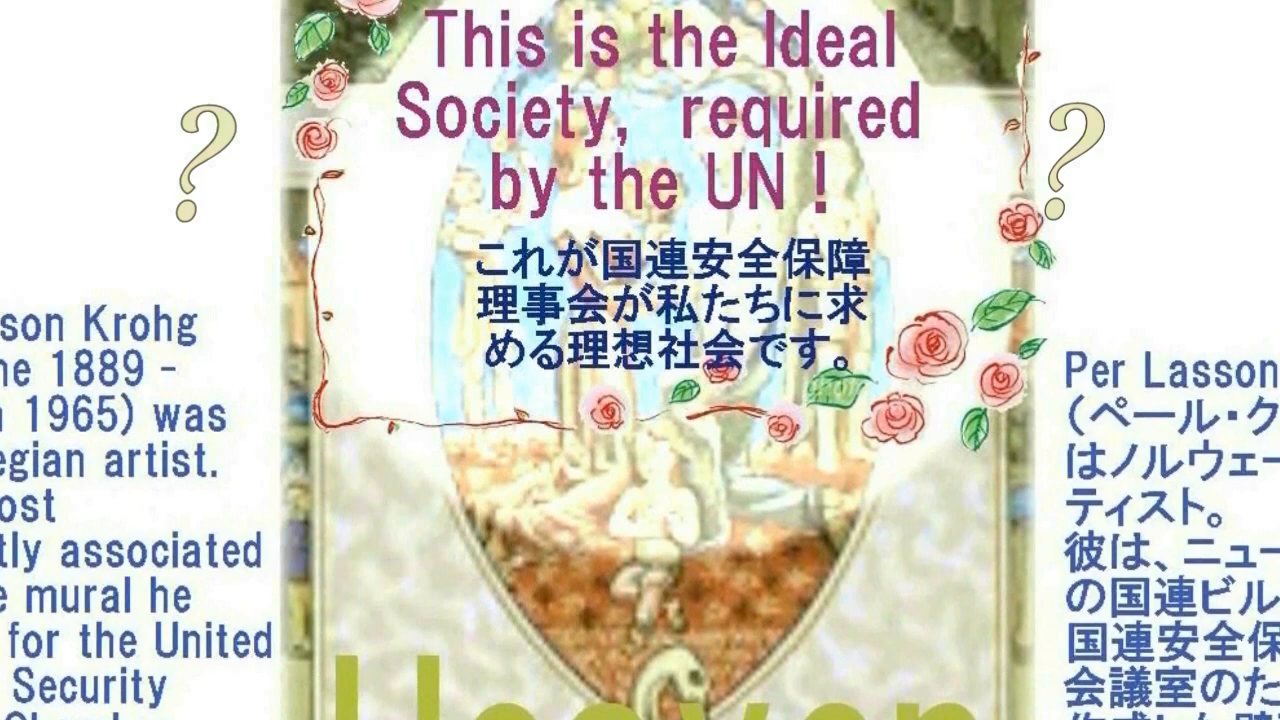 This is the Ideal
Society, required
by the UN !
これが国連安全保障
理事会が私たちに求
める理想社会です。
?
?
son Krohg
ne 1889 -
1965) was
egian artist.
ost
tly associated
e mural he
for the United
Security
Per Lasson
(ペール・ク
はノルウェー
ティスト。
彼は、ニュー
の国連ビル
国連安全保
会議室のた
Heaven